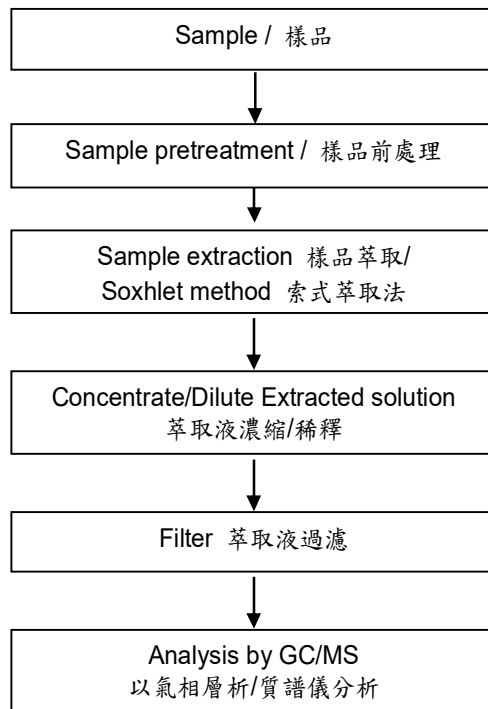 Sample / 樣品
Sample pretreatment / 樣品前處理
Sample extraction 樣品萃取/
Soxhlet method 索式萃取法
Concentrate/Dilute Extracted solution
萃取液濃縮/稀釋
Filter 萃取液過濾
Analysis by GC/MS
以氣相層析/質譜儀分析